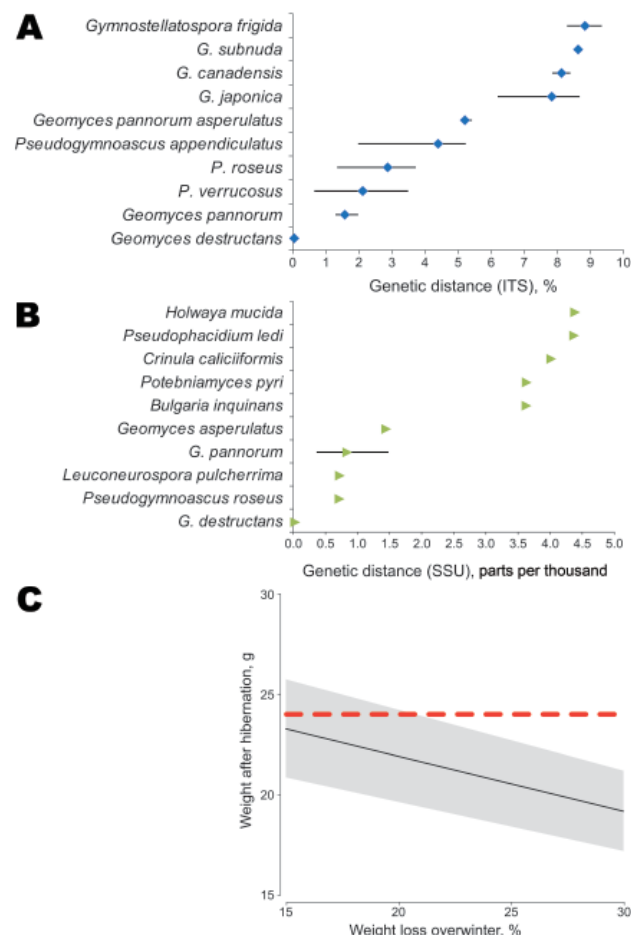 A
Gymnostellatospora frigida
G. subnuda
G. canadensis
G. japonica
Geomyces pannorum asperulatus
Pseudogymnoascus appendiculatus
P. roseus
P. verrucosus
Geomyces pannorum
Geomyces destructans
0 1 2 3 4 5 6 7 8 9 10
Genetic distance (ITS), %
B
Holwaya mucida
Pseudophacidium ledi
Crinula caliciiformis
Potebniamyces pyri
Bulgaria inquinans
Geomyces asperulatus
G. pannorum
Leuconeurospora pulcherrima
Pseudogymnoascus roseus
G. destructans
0.0 0.5 1.0 1.5 2.0 2.5 3.0 3.5 4.0 4.5 5.0
Genetic distance (SSU), parts per thousand
C
Weight after hibernation, g
30
25
20
15
15 20 25 30
Weight loss overwinter, %